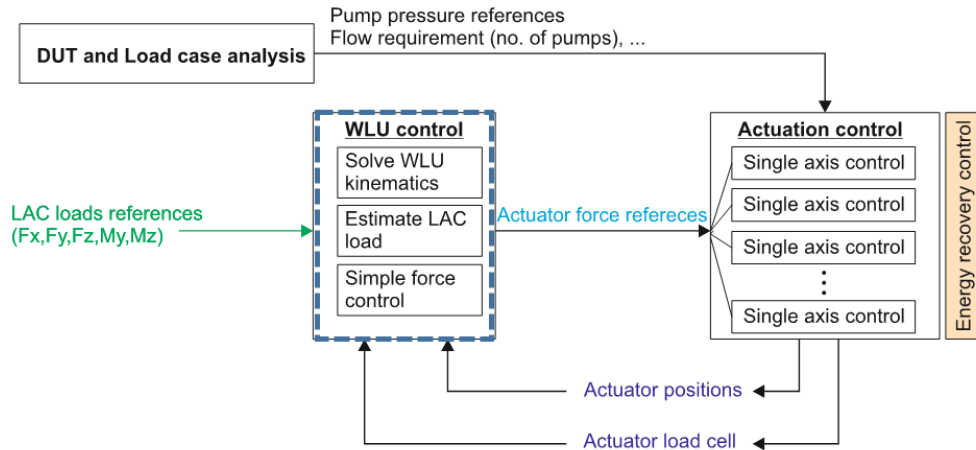 Pump pressure references
Flow requirement (no. of pumps), ...
DUT and Load case analysis
WLU control
Solve WLU
kinematics
Estimate LAC
load
Simple force
control
LAC loads references
(Fx,Fy,Fz,My,Mz)
Actuator force refereces
Actuation control
Single axis control
Single axis control
Single axis control
Single axis control
Energy recovery control
Actuator positions
Actuator load cell